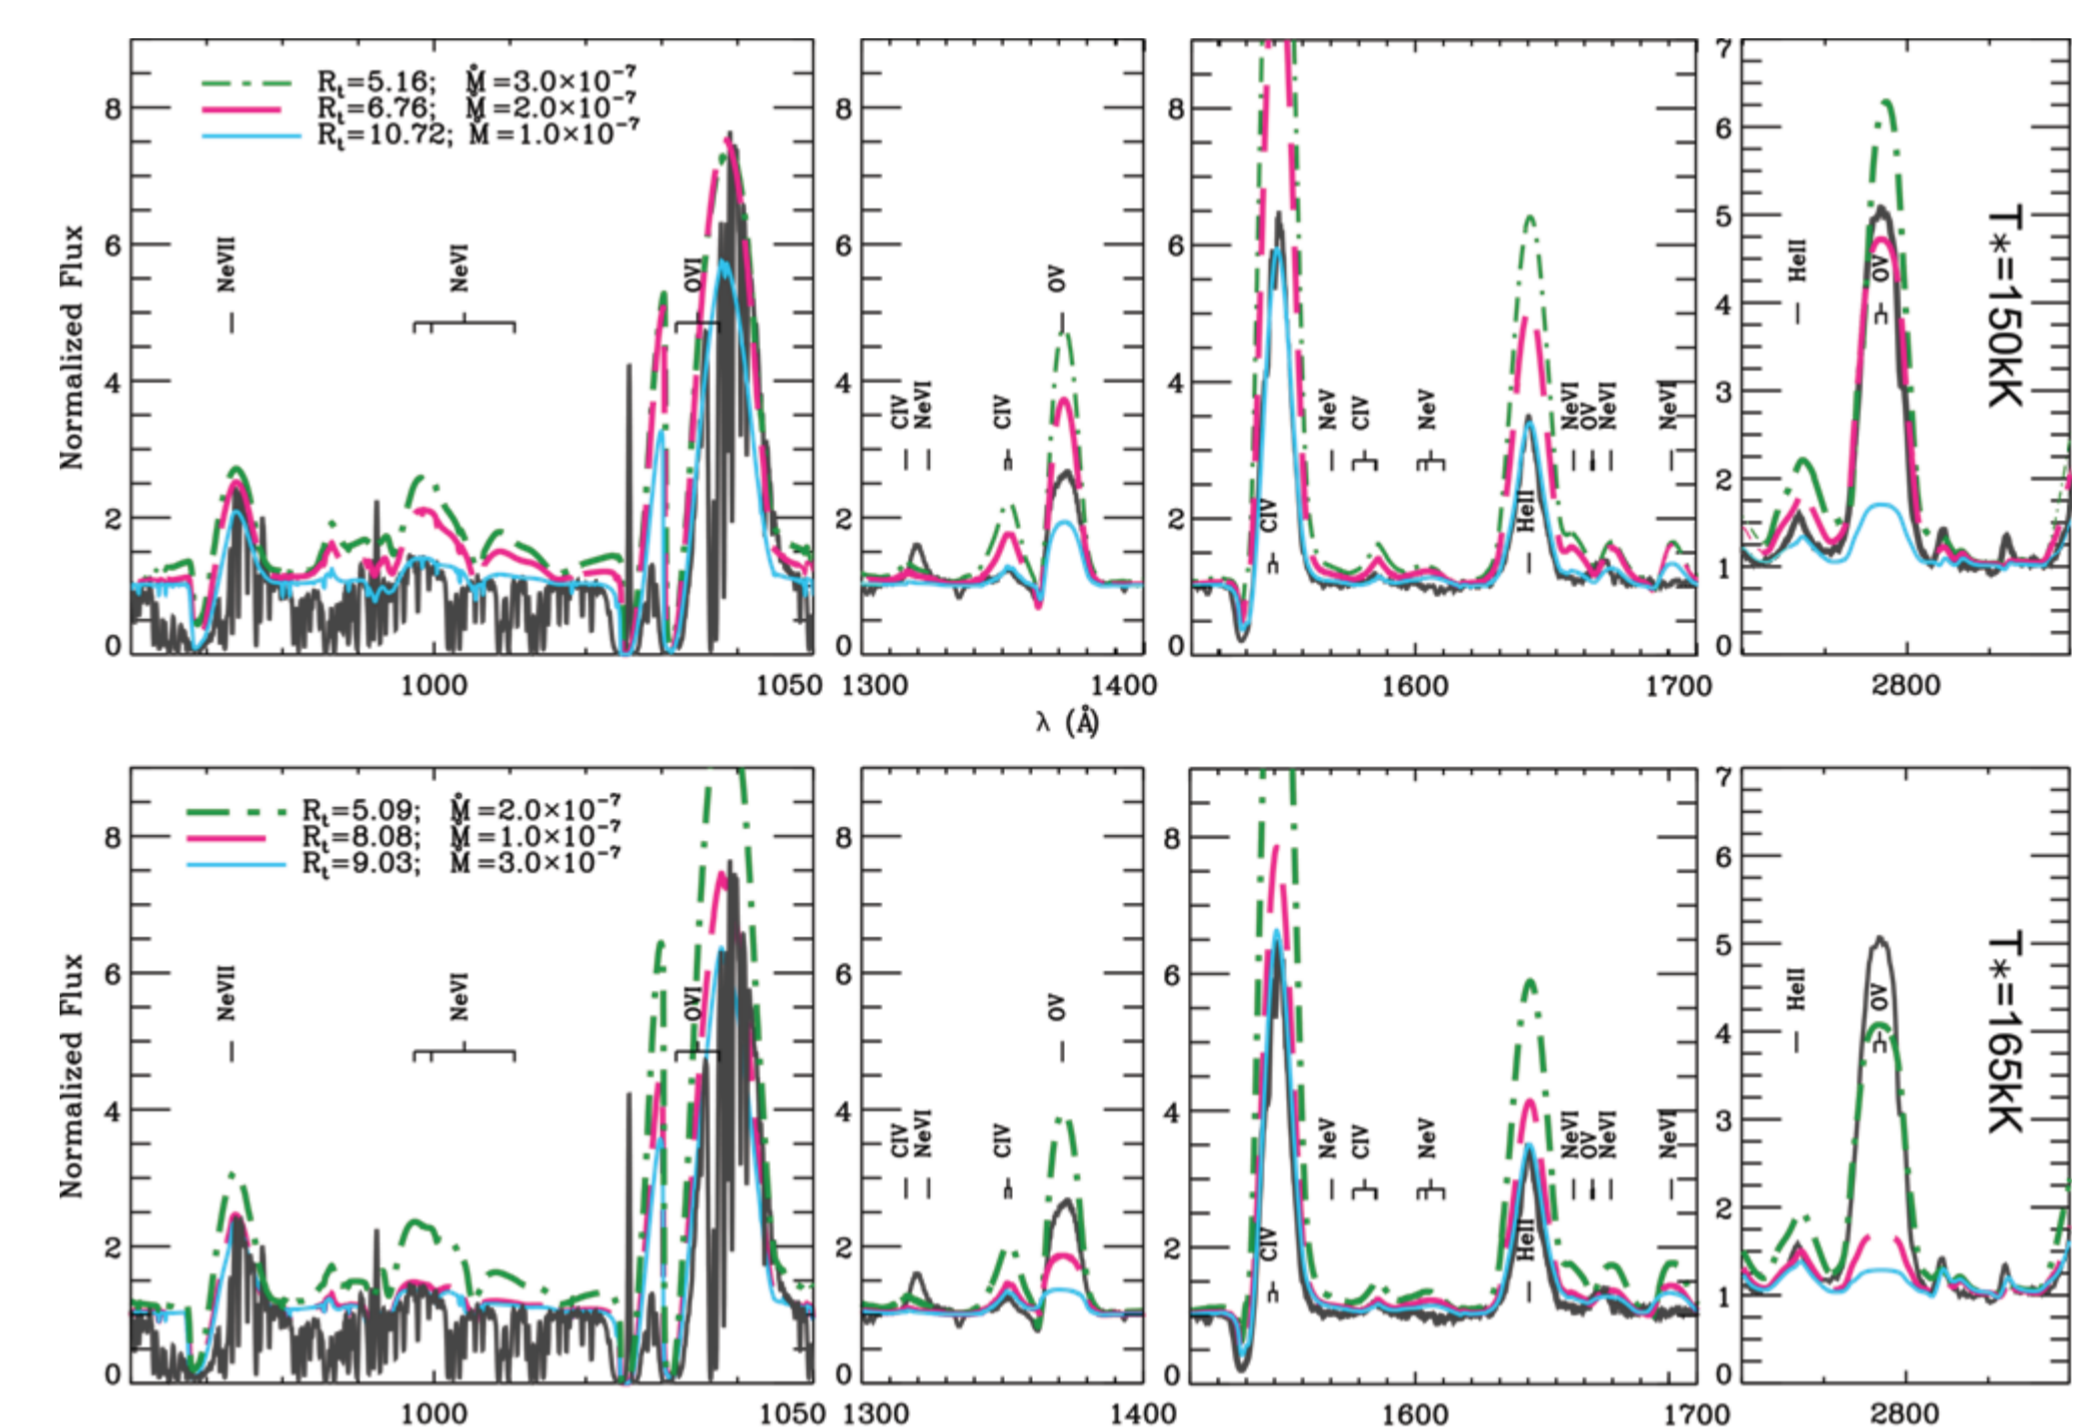 R_t=5.16; Ṁ=3.0×10⁻⁷
R_t=6.76; Ṁ=2.0×10⁻⁷
R_t=10.72; Ṁ=1.0×10⁻⁷
Normalized Flux
8
6
4
2
0
NeVII
NeVI
OVI
1000
1050
8
6
4
2
0
CIV
NeVI
CIV
OV
1300
1400
8
6
4
2
0
CIV
NeV
CIV
NeV
HeII
NeVI
OV
NeVI
NeVI
1600
1700
7
6
5
4
3
2
1
0
HeII
OV
T*=150kK
2800
λ (Å)
R_t=5.09; Ṁ=2.0×10⁻⁷
R_t=8.08; Ṁ=1.0×10⁻⁷
R_t=9.03; Ṁ=3.0×10⁻⁷
Normalized Flux
8
6
4
2
0
NeVII
NeVI
OVI
1000
1050
8
6
4
2
0
CIV
NeVI
CIV
OV
1300
1400
8
6
4
2
0
CIV
NeV
CIV
NeV
HeII
NeVI
OV
NeVI
NeVI
1600
1700
7
6
5
4
3
2
1
0
HeII
OV
T*=165kK
2800